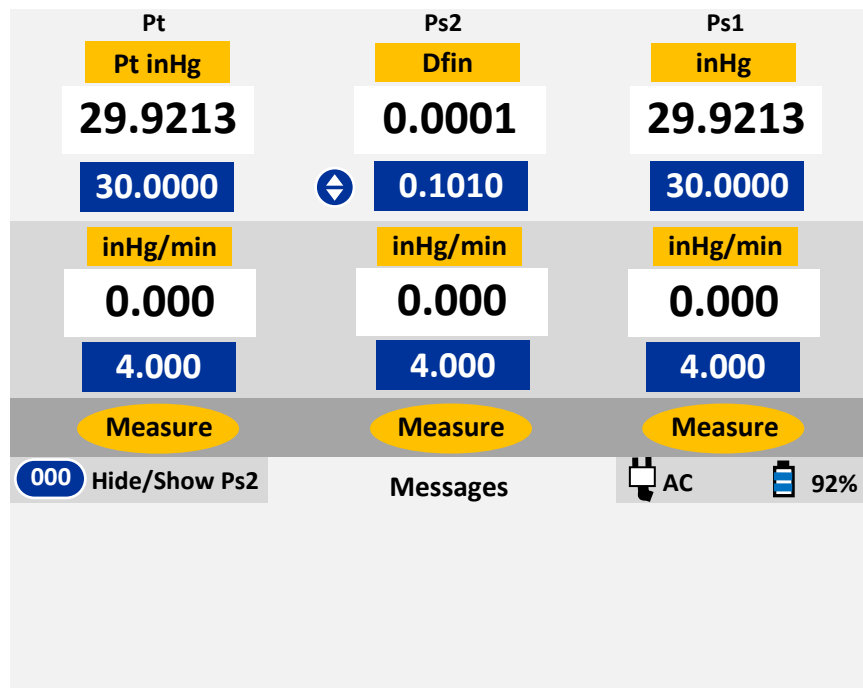 Pt Ps2 Ps1
Pt inHg Dfin inHg
29.9213 0.0001 29.9213
30.0000 0.1010 30.0000
inHg/min inHg/min inHg/min
0.000 0.000 0.000
4.000 4.000 4.000
Measure Measure Measure
000 Hide/Show Ps2 Messages AC 92%